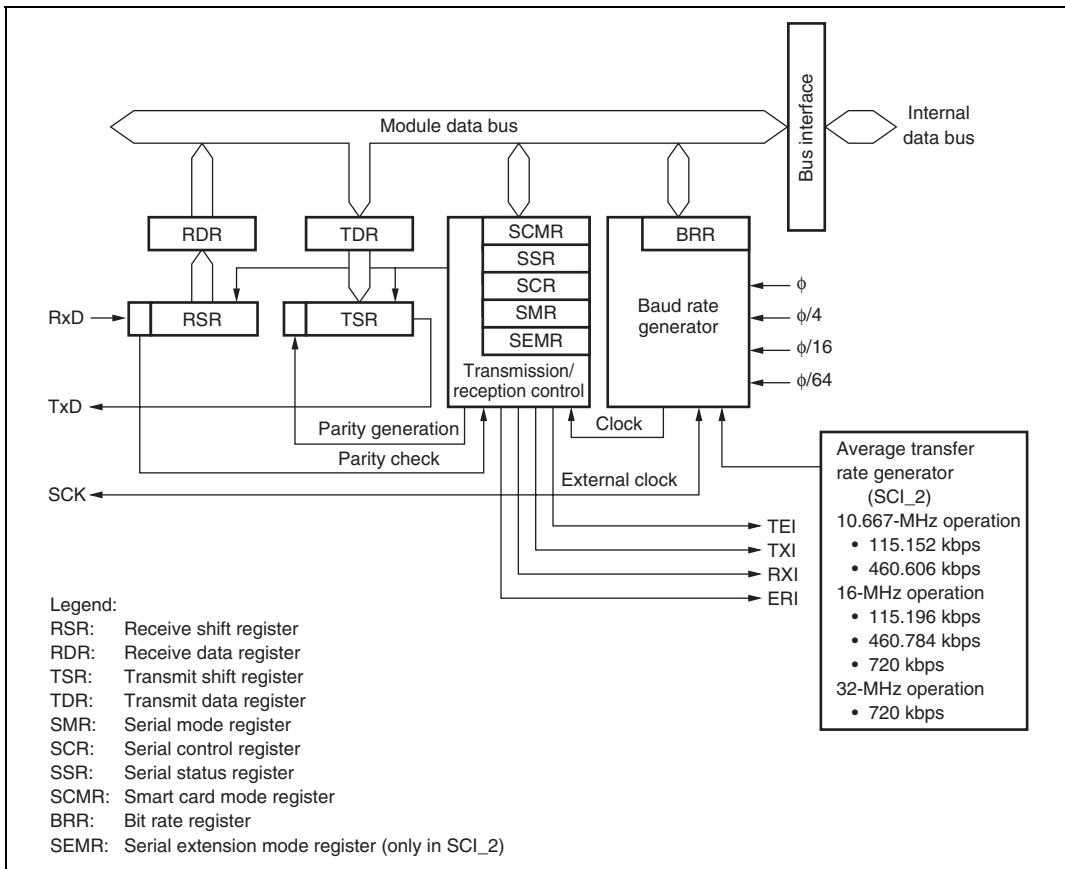 Module data bus
Bus interface
Internal
data bus
RDR
TDR
SCMR
SSR
SCR
SMR
SEMR
Transmission/
reception control
BRR
Baud rate
generator
φ
φ/4
φ/16
φ/64
RxD
RSR
TSR
TxD
Parity generation
Parity check
Clock
SCK
External clock
TEI
TXI
RXI
ERI
Average transfer
rate generator
(SCI_2)
10.667-MHz operation
• 115.152 kbps
• 460.606 kbps
16-MHz operation
• 115.196 kbps
• 460.784 kbps
• 720 kbps
32-MHz operation
• 720 kbps
Legend:
RSR: Receive shift register
RDR: Receive data register
TSR: Transmit shift register
TDR: Transmit data register
SMR: Serial mode register
SCR: Serial control register
SSR: Serial status register
SCMR: Smart card mode register
BRR: Bit rate register
SEMR: Serial extension mode register (only in SCI_2)